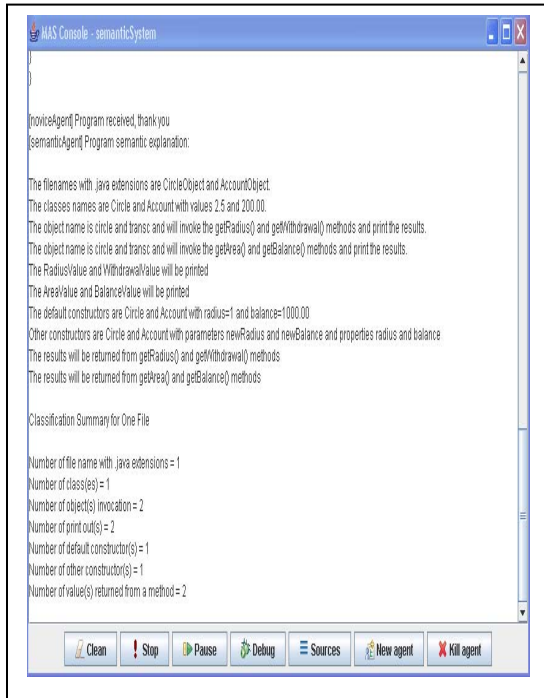 MAS Console - semanticSystem
}
}
[noviceAgent] Program received, thank you
[semanticAgent] Program semantic explanation:
The filenames with .java extensions are CircleObject and AccountObject.
The classes names are Circle and Account with values 2.5 and 200.00.
The object name is circle and transc and will invoke the getRadius() and getWithdrawal() methods and print the results.
The object name is circle and transc and will invoke the getArea() and getBalance() methods and print the results.
The RadiusValue and WithdrawalValue will be printed
The AreaValue and BalanceValue will be printed
The default constructors are Circle and Account with radius=1 and balance=1000.00
Other constructors are Circle and Account with parameters newRadius and newBalance and properties radius and balance
The results will be returned from getRadius() and getWithdrawal() methods
The results will be returned from getArea() and getBalance() methods
Classification Summary for One File
Number of file name with .java extensions = 1
Number of class(es) = 1
Number of object(s) invocation = 2
Number of print out(s) = 2
Number of default constructor(s) = 1
Number of other constructor(s) = 1
Number of value(s) returned from a method = 2
Clean Stop Pause Debug Sources New agent Kill agent